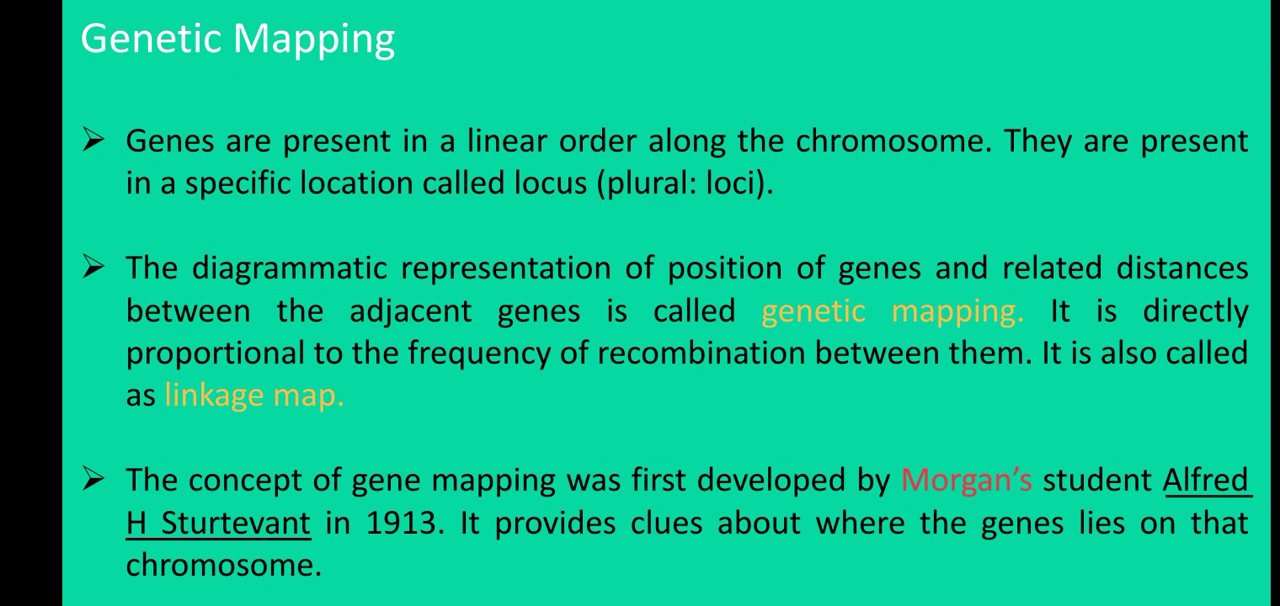 Genetic Mapping
➢ Genes are present in a linear order along the chromosome. They are present
in a specific location called locus (plural: loci).
➢ The diagrammatic representation of position of genes and related distances
between the adjacent genes is called genetic mapping. It is directly
proportional to the frequency of recombination between them. It is also called
as linkage map.
➢ The concept of gene mapping was first developed by Morgan’s student Alfred
H Sturtevant in 1913. It provides clues about where the genes lies on that
chromosome.